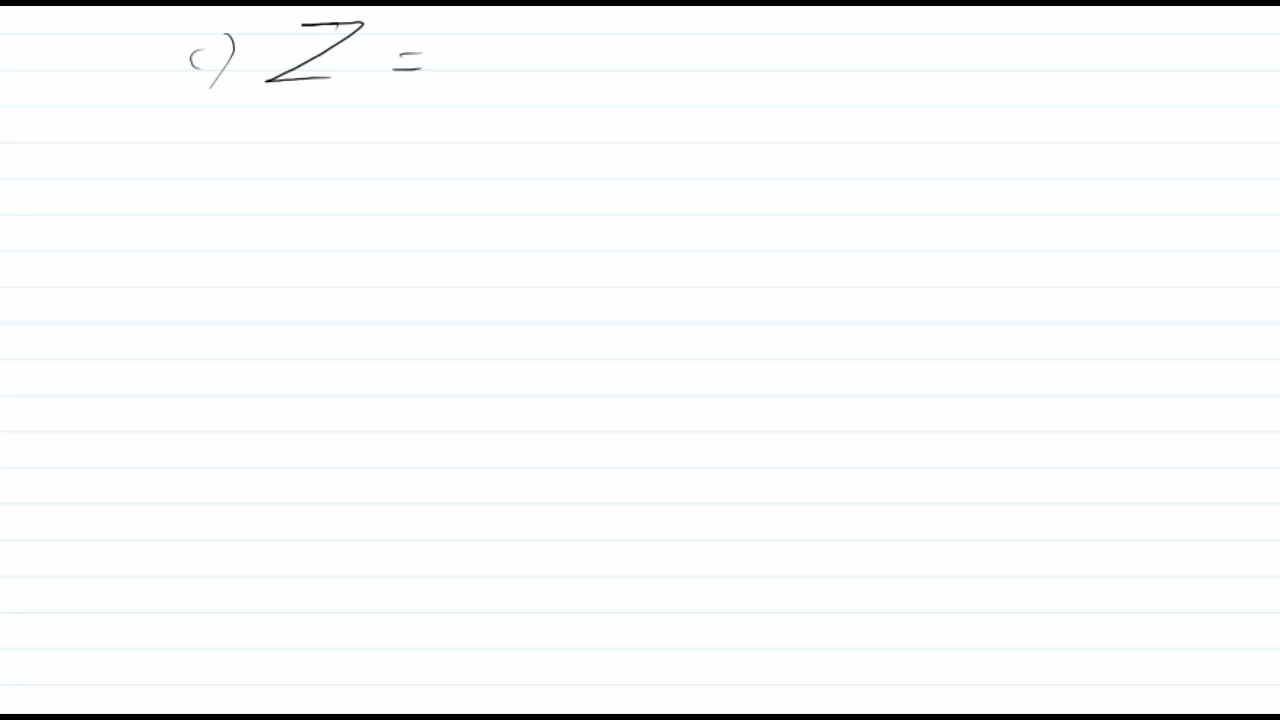 c) Z =